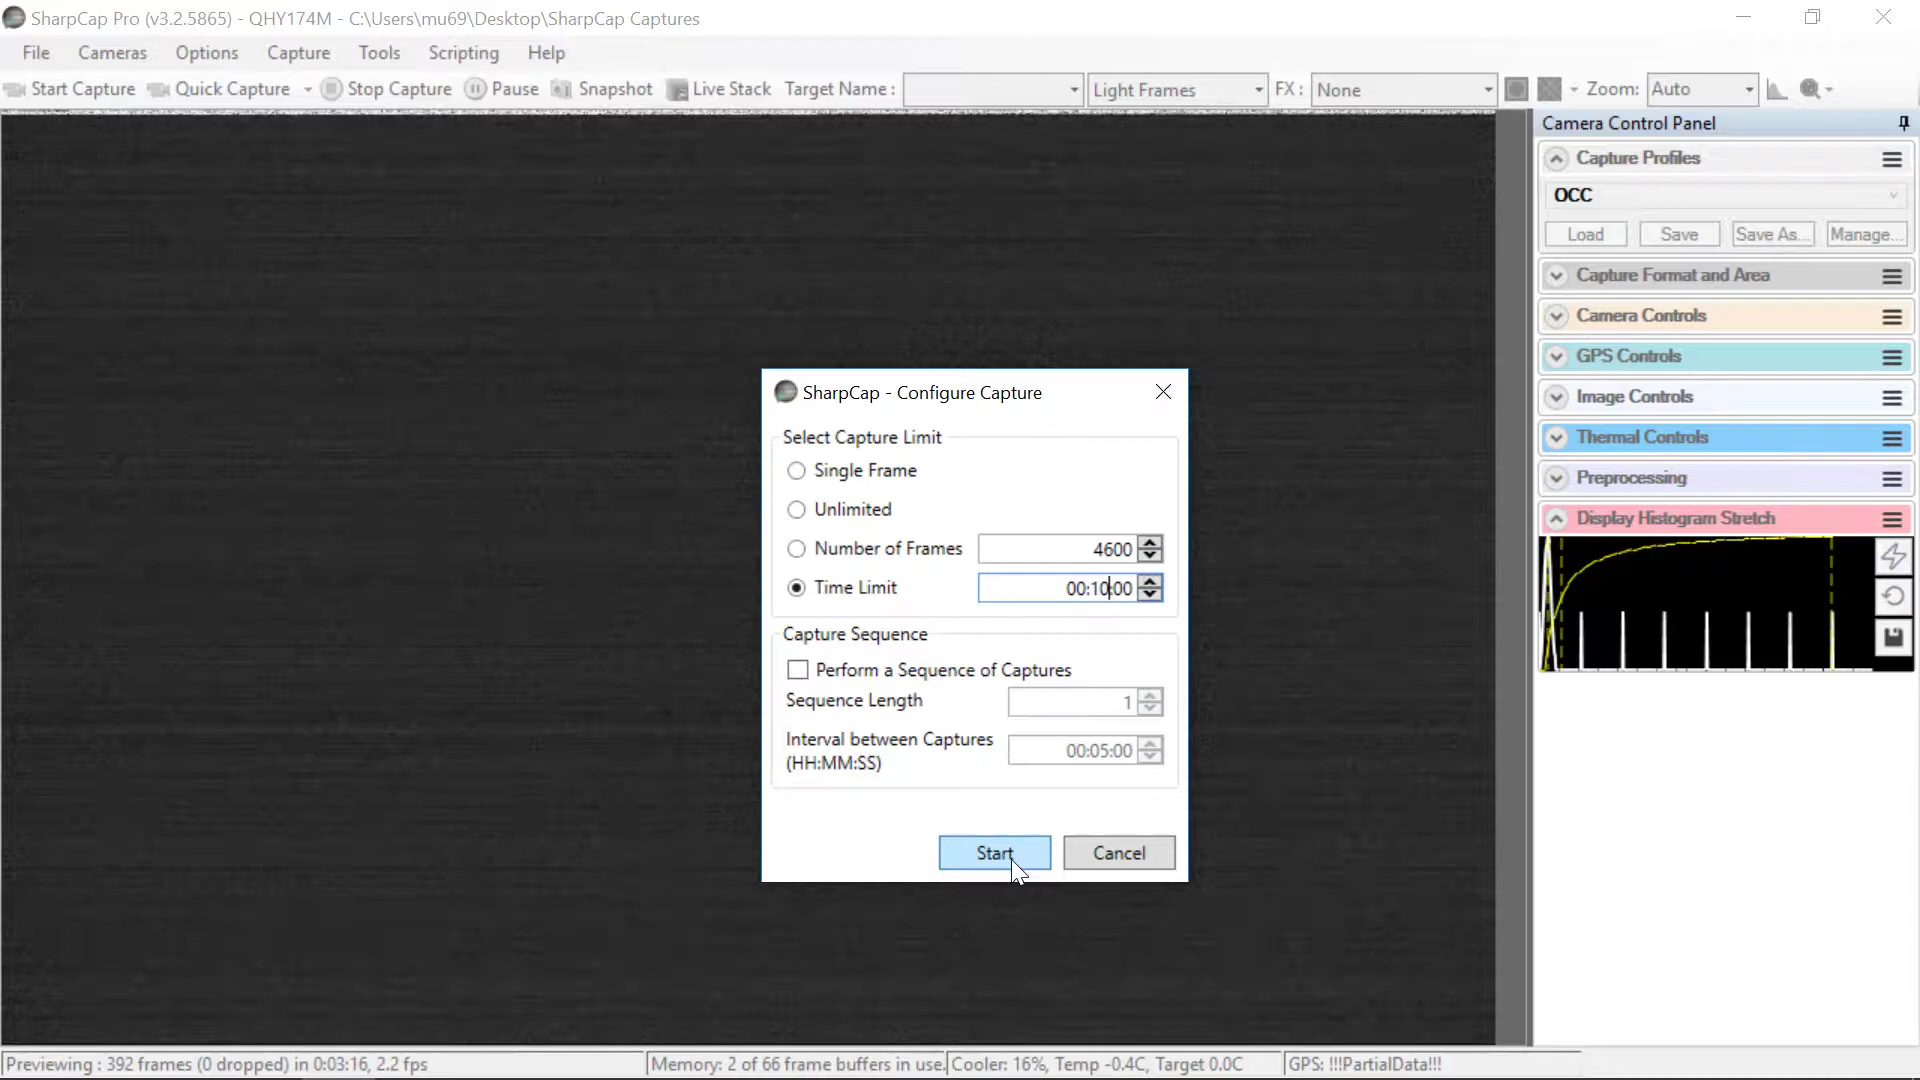 SharpCap Pro (v3.2.5865) - QHY174M - C:\Users\mu69\Desktop\SharpCap Captures
File Cameras Options Capture Tools Scripting Help
Start Capture Quick Capture Stop Capture Pause Snapshot Live Stack Target Name : Light Frames FX : None Zoom: Auto
Camera Control Panel
Capture Profiles
OCC
Load Save Save As... Manage...
Capture Format and Area
Camera Controls
GPS Controls
Image Controls
Thermal Controls
Preprocessing
Display Histogram Stretch
SharpCap - Configure Capture
Select Capture Limit
Single Frame
Unlimited
Number of Frames 4600
Time Limit 00:10:00
Capture Sequence
Perform a Sequence of Captures
Sequence Length 1
Interval between Captures 00:05:00
(HH:MM:SS)
Start Cancel
Previewing : 392 frames (0 dropped) in 0:03:16, 2.2 fps Memory: 2 of 66 frame buffers in use. Cooler: 16%, Temp -0.4C, Target 0.0C GPS: !!!PartialData!!!